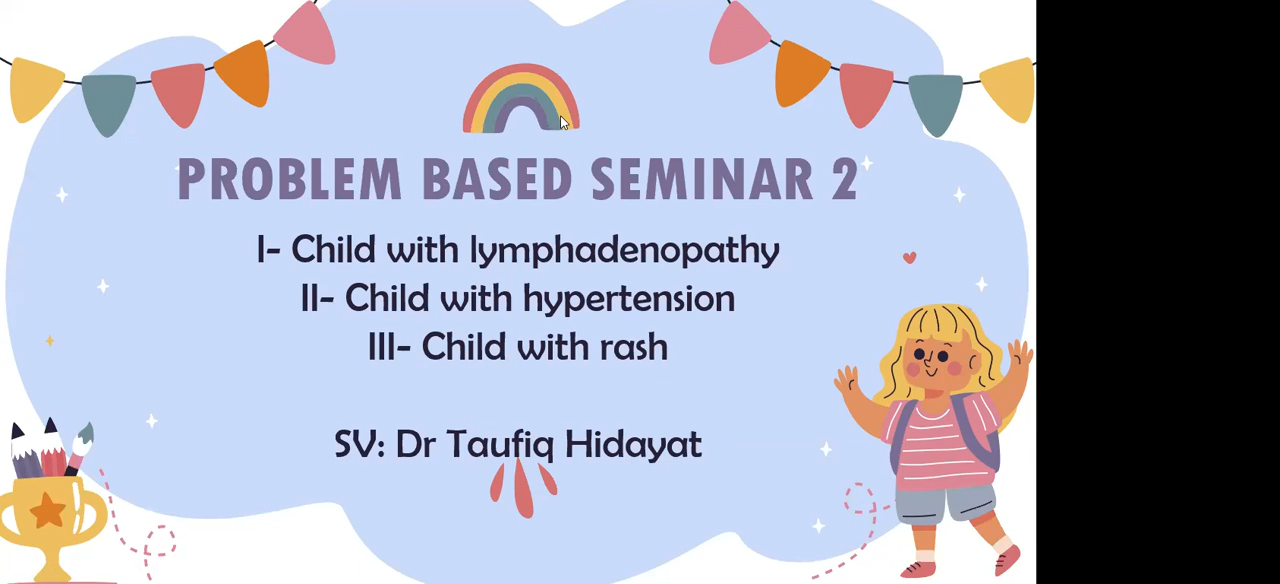 PROBLEM BASED SEMINAR 2
I- Child with lymphadenopathy
II- Child with hypertension
III- Child with rash
SV: Dr Taufiq Hidayat